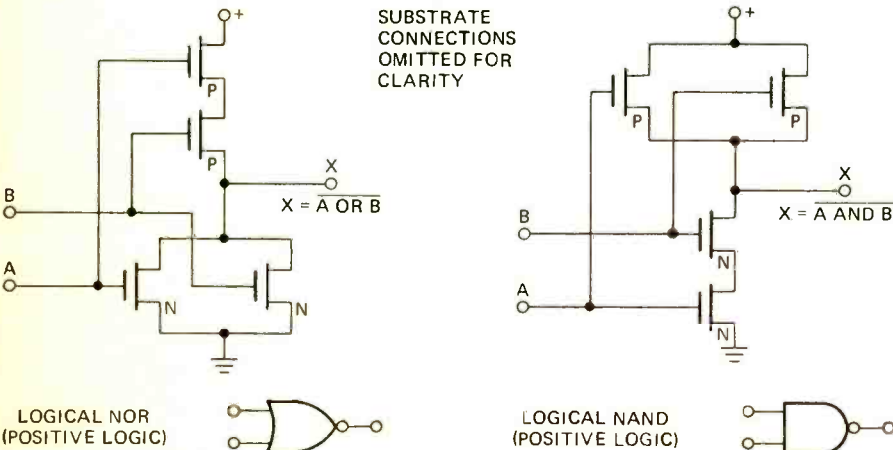 +
SUBSTRATE
CONNECTIONS
OMITTED FOR
CLARITY
P
P
X
X = A OR B
B
A
N
N
LOGICAL NOR
(POSITIVE LOGIC)
+
P
P
X
X = A AND B
B
A
N
N
LOGICAL NAND
(POSITIVE LOGIC)